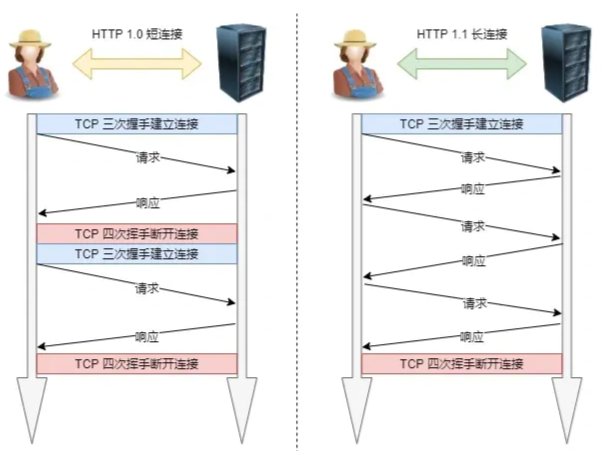 HTTP 1.0 短连接
TCP 三次握手建立连接
请求
响应
TCP 四次挥手断开连接
TCP 三次握手建立连接
请求
响应
TCP 四次挥手断开连接
HTTP 1.1 长连接
TCP 三次握手建立连接
请求
响应
请求
响应
请求
响应
TCP 四次挥手断开连接